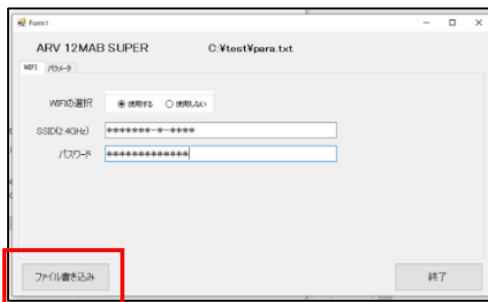 Form1
ARV 12MAB SUPER C:¥test¥para.txt
WIFI パラメータ
WIFIの選択 使用する 使用しない
SSID(2.4GHz) *******-*-****
パスワード *************
ファイル書き込み 終了